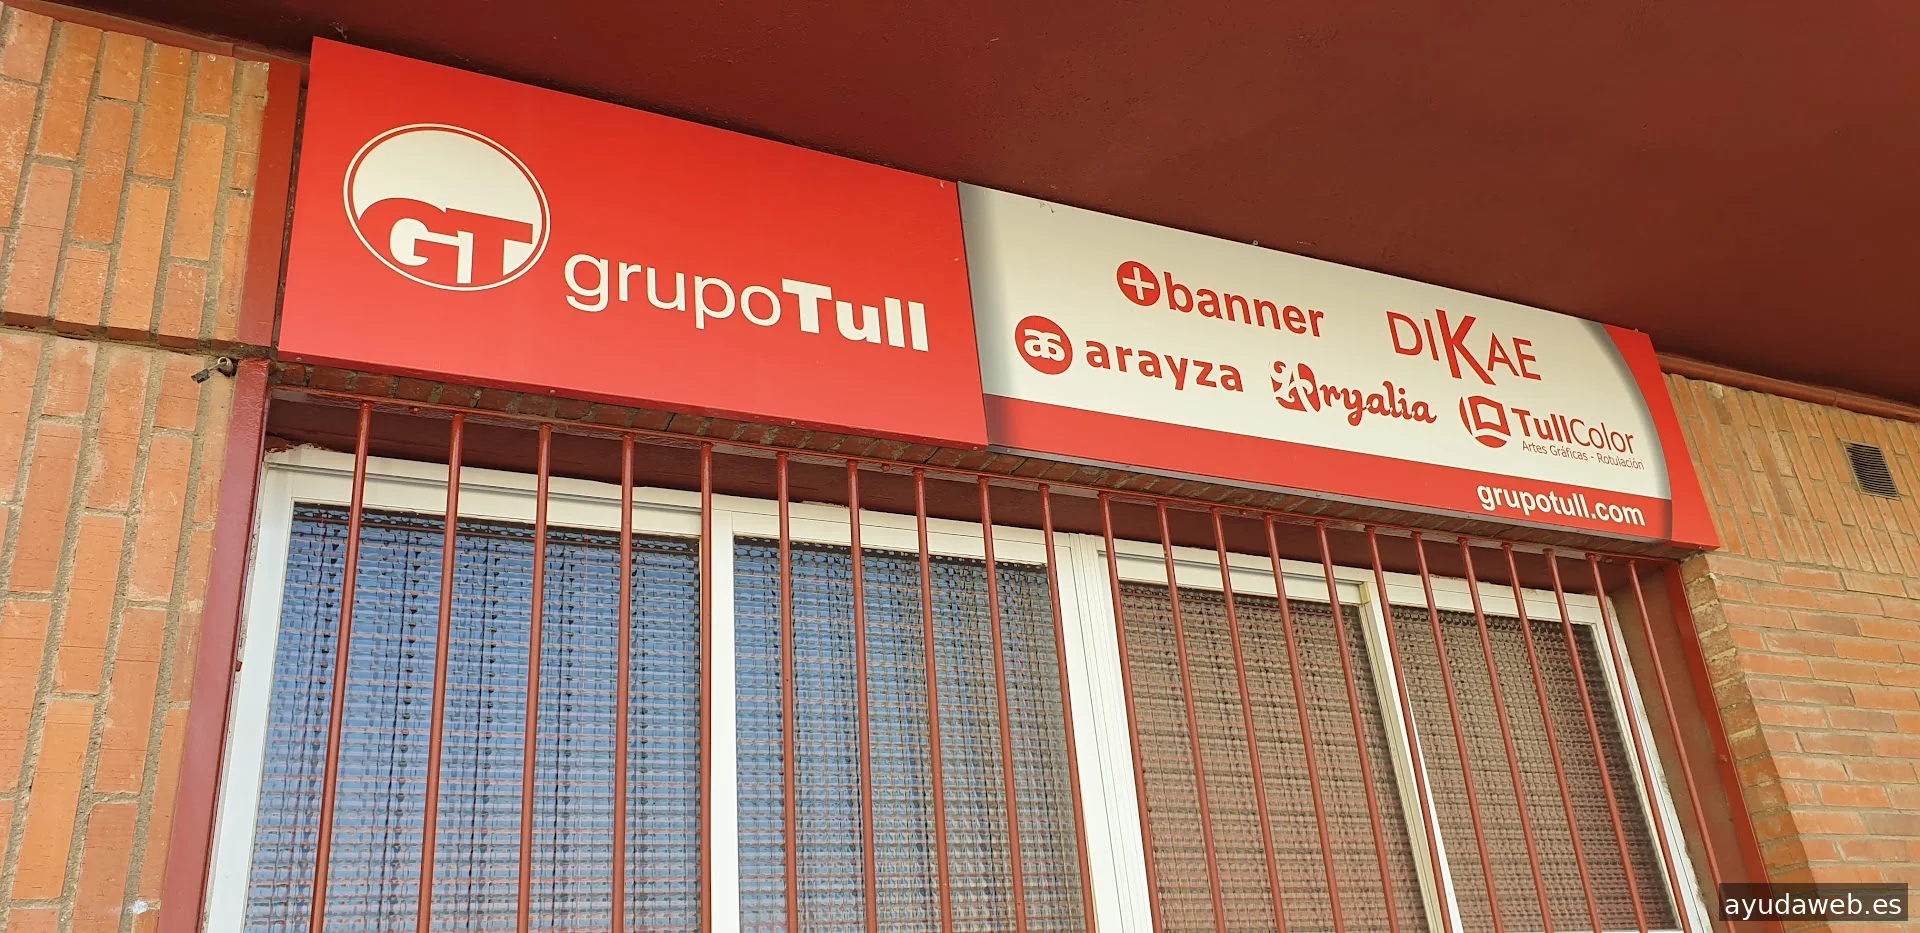 GT grupoTull
+banner DIKAE
as arayza Aryalia TullColor
Artes Gráficas - Rotulación
grupotull.com
ayudaweb.es